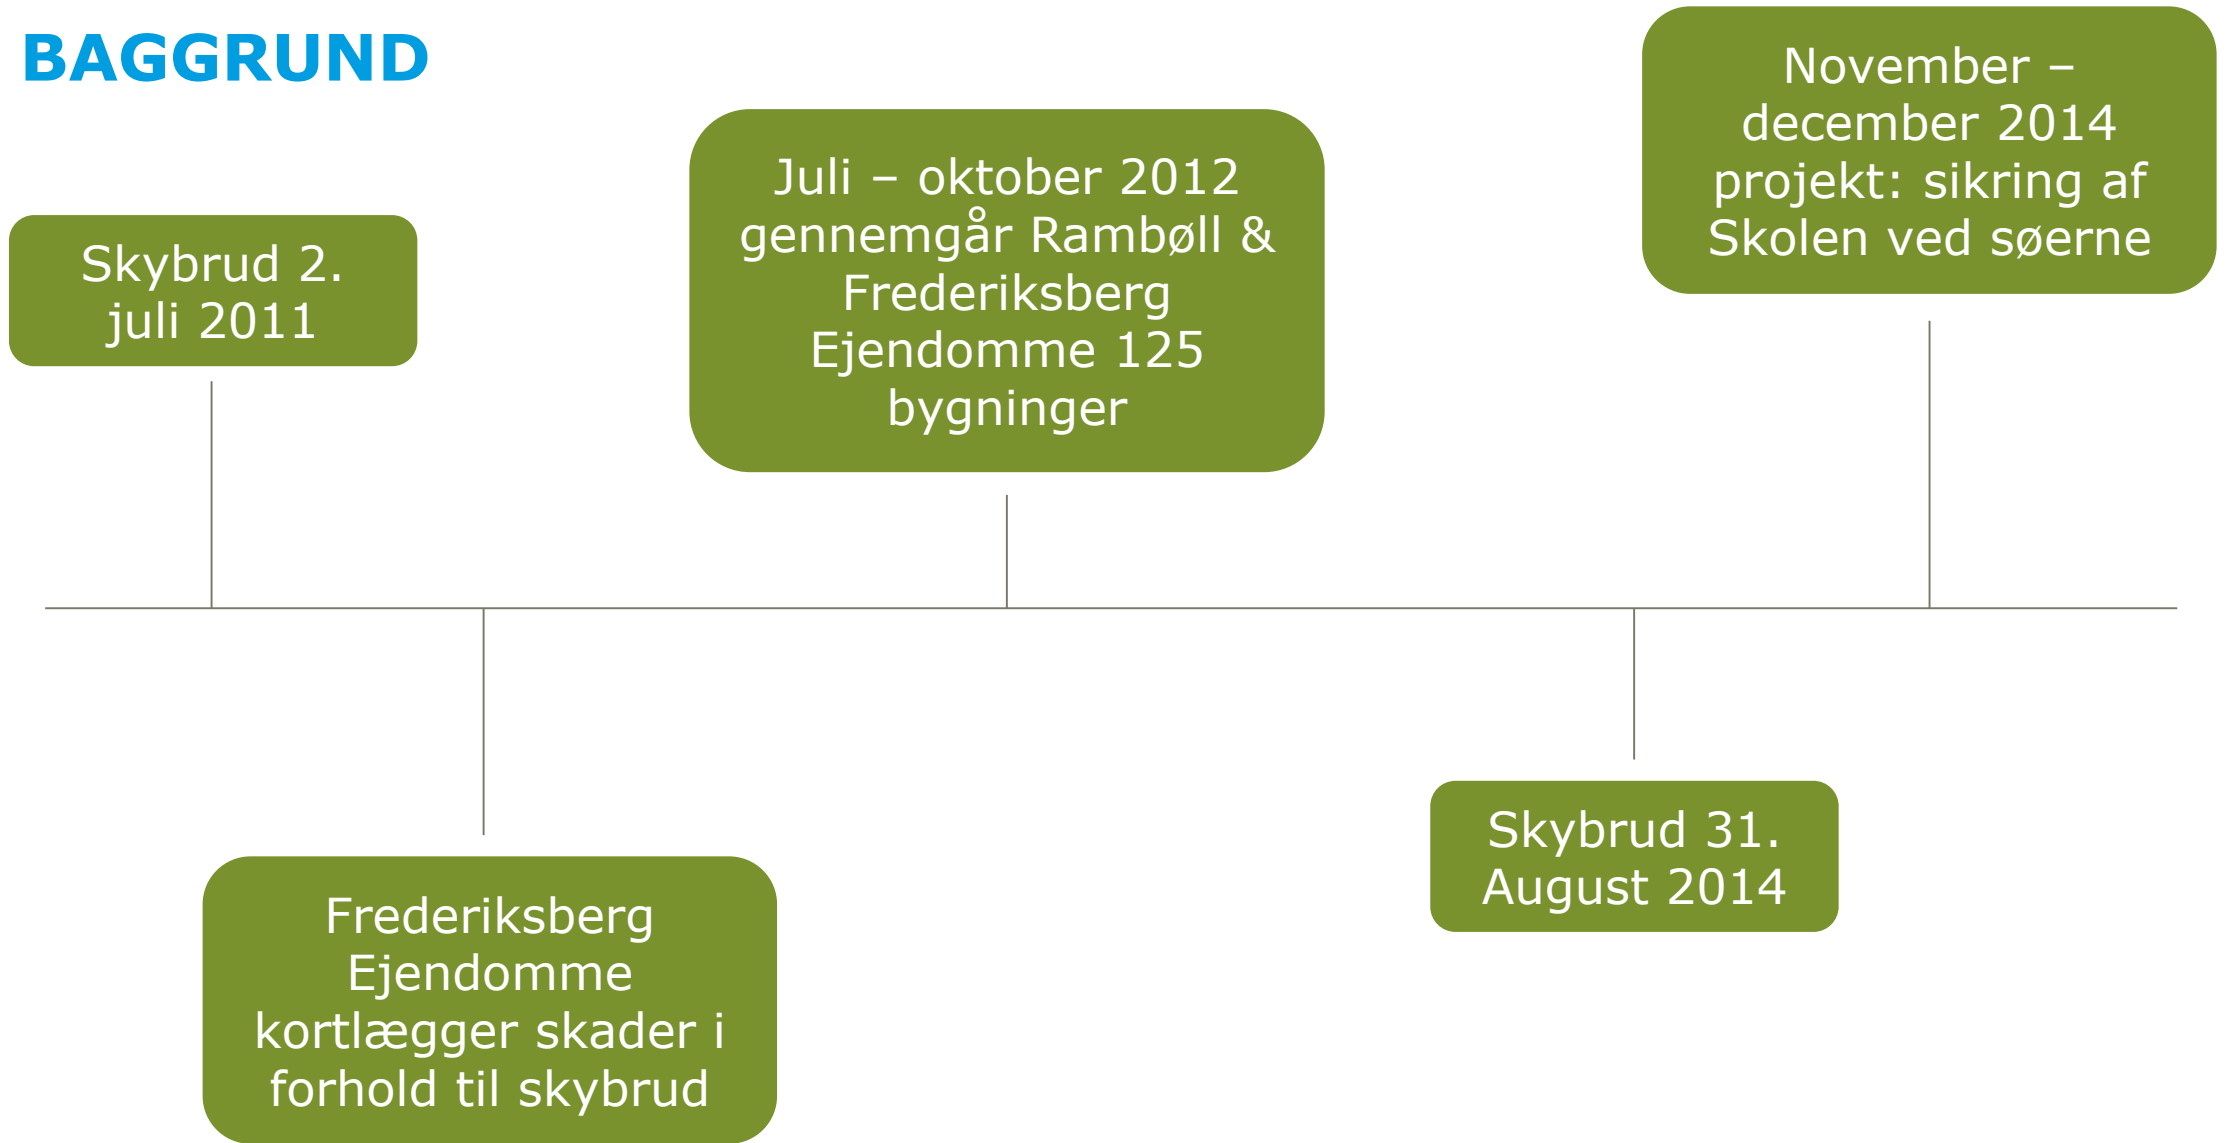 BAGGRUND
Skybrud 2.
juli 2011
Frederiksberg
Ejendomme
kortlægger skader i
forhold til skybrud
Juli – oktober 2012
gennemgår Rambøll &
Frederiksberg
Ejendomme 125
bygninger
Skybrud 31.
August 2014
November –
december 2014
projekt: sikring af
Skolen ved søerne